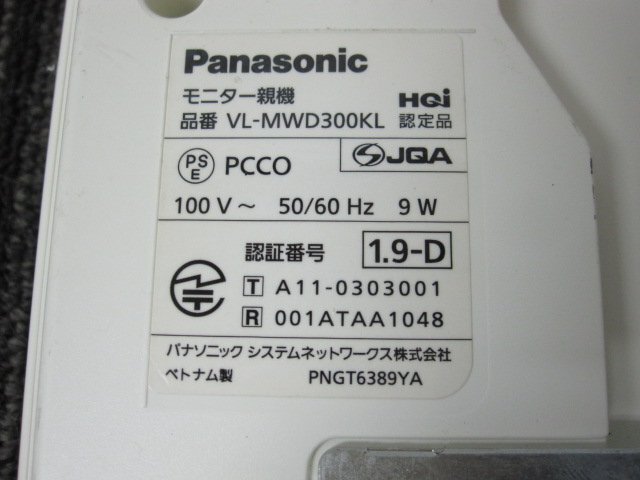 Panasonic
モニター親機 HQi
品番 VL-MWD300KL 認定品
PSE PCCO JQA
100 V ~ 50/60 Hz 9 W
認証番号 1.9-D
T A11-0303001
R 001ATAA1048
パナソニック システムネットワークス株式会社
ベトナム製 PNGT6389YA